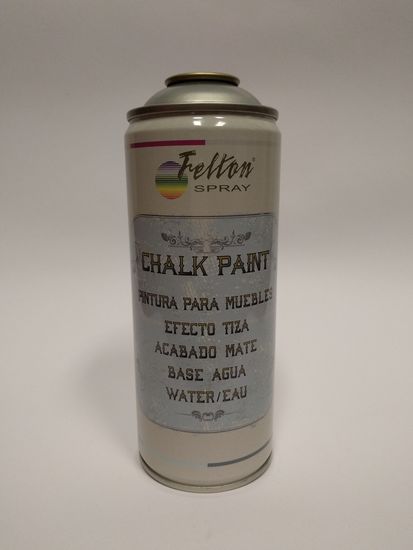 Felton®
SPRAY
CHALK PAINT
PINTURA PARA MUEBLES
EFECTO TIZA
ACABADO MATE
BASE AGUA
WATER/EAU